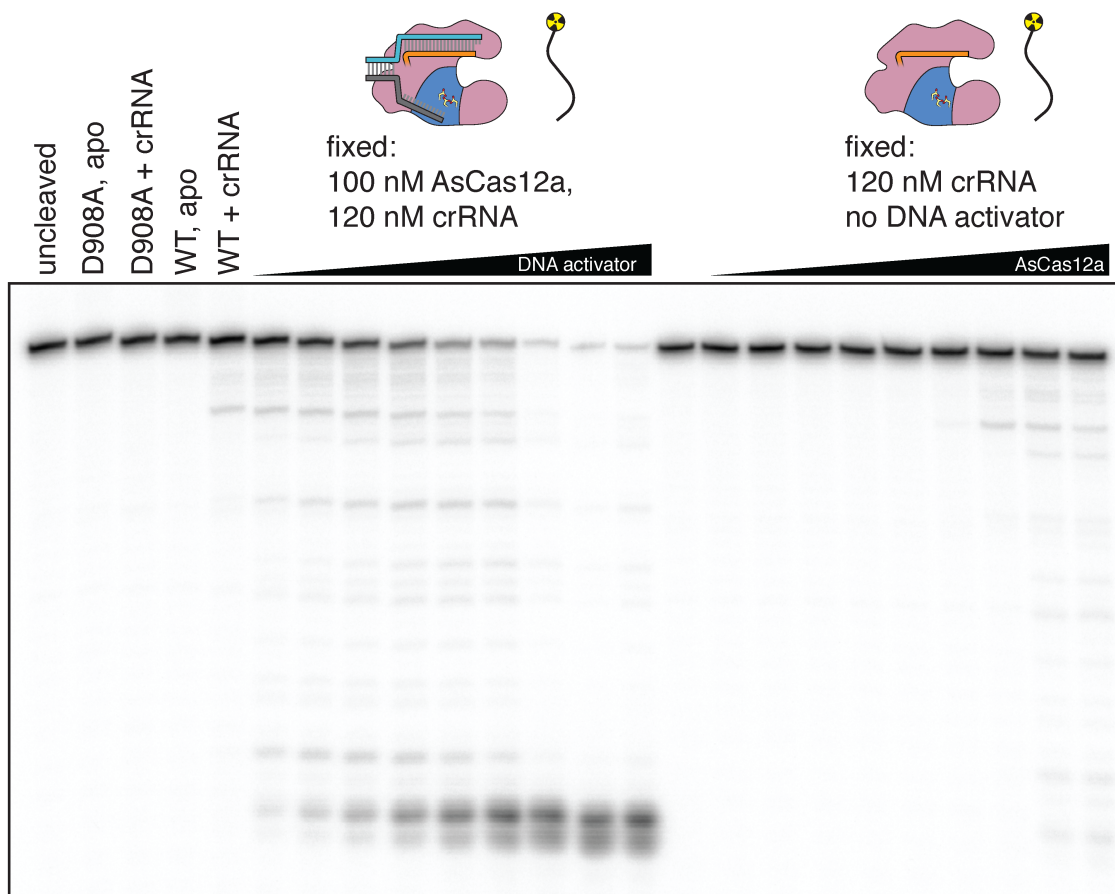 uncleaved
D908A, apo
D908A + crRNA
WT, apo
WT + crRNA
fixed:
100 nM AsCas12a,
120 nM crRNA
DNA activator
fixed:
120 nM crRNA
no DNA activator
AsCas12a